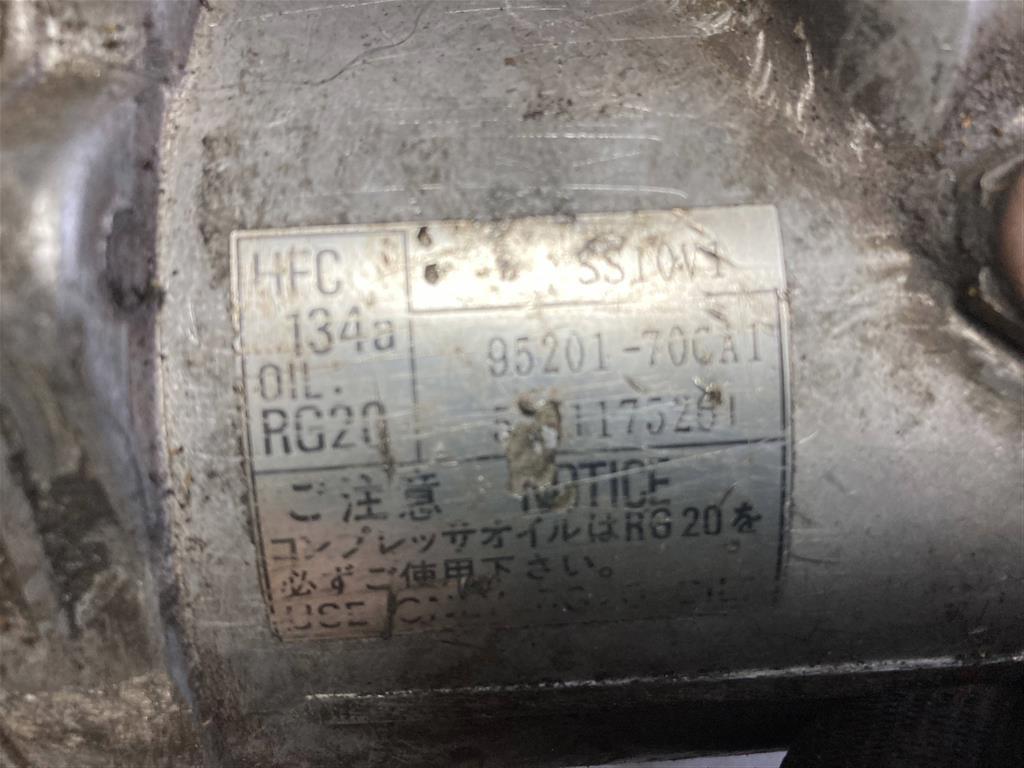 HFC
134a
OIL:
RG20
SS10V1
95201-70CA1
ご注意 NOTICE
コンプレッサオイルはRG20を
必ずご使用下さい。
USE